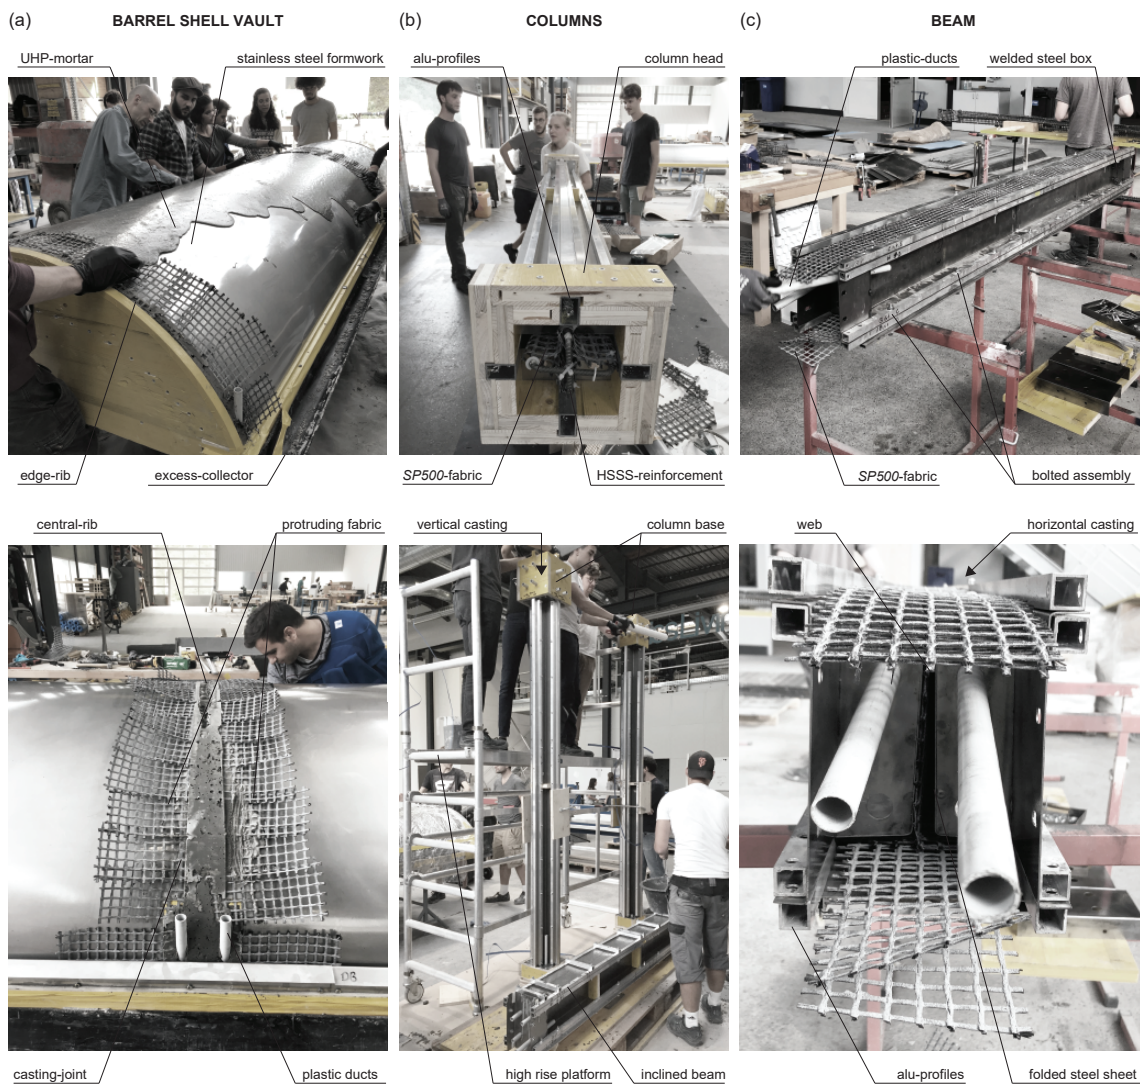 (a) BARREL SHELL VAULT
(b) COLUMNS
(c) BEAM
UHP-mortar
stainless steel formwork
alu-profiles
column head
plastic-ducts
welded steel box
edge-rib
excess-collector
SP500-fabric
HSSS-reinforcement
SP500-fabric
bolted assembly
central-rib
protruding fabric
vertical casting
column base
web
horizontal casting
D8
casting-joint
plastic ducts
high rise platform
inclined beam
alu-profiles
folded steel sheet